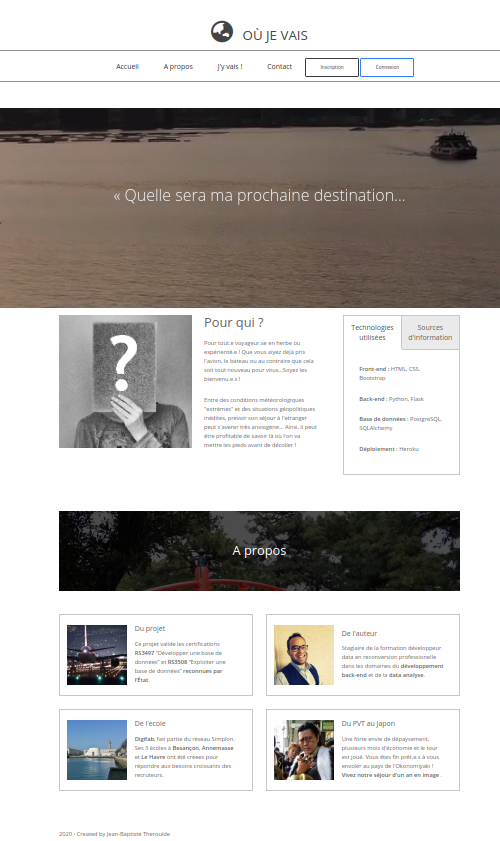 OÙ JE VAIS
Accueil A propos J'y vais ! Contact Inscription Connexion
« Quelle sera ma prochaine destination...
?
Pour qui ?
Pour tout.e voyageur.se en herbe ou
expérienté.e ! Que vous ayez déjà pris
l'avion, le bateau ou au contraire que cela
soit tout nouveau pour vous...Soyez les
bienvenu.e.s !
Entre des conditions météorologiques
"extrêmes" et des situations géopolitiques
inédites, prévoir son séjour à l'etranger
peut s'averer très anxiogène... Ainsi, il peut
être profitable de savoir là où l'on va
mettre les pieds avant de décoller !
Technologies
utilisées
Sources
d'information
Front-end : HTML, CSS,
Bootstrap
Back-end : Python, Flask
Base de données : PostgreSQL,
SQLAlchemy
Déploiement : Heroku
A propos
Du projet
Ce projet valide les certifications
RS3497 "Développer une base de
données" et RS3508 "Exploiter une
base de données" reconnues par
l'État.
De l'auteur
Stagiaire de la formation développeur
data en reconversion professionelle
dans les domaines du développement
back-end et de la data analyse.
De l'ecole
Digifab, fait partie du réseau Simplon.
Ses 3 écoles à Besançon, Annemasse
et Le Havre ont été créées pour
répondre aux besoins croissants des
recruteurs.
Du PVT au Japon
Une forte envie de dépaysement,
plusieurs mois d'économie et le tour
est joué. Vous êtes fin prêt.e.s à vous
envoler au pays de l'Okonomiyaki !
Vivez notre séjour d'un an en image .
2020 - Created by Jean-Baptiste Theroulde